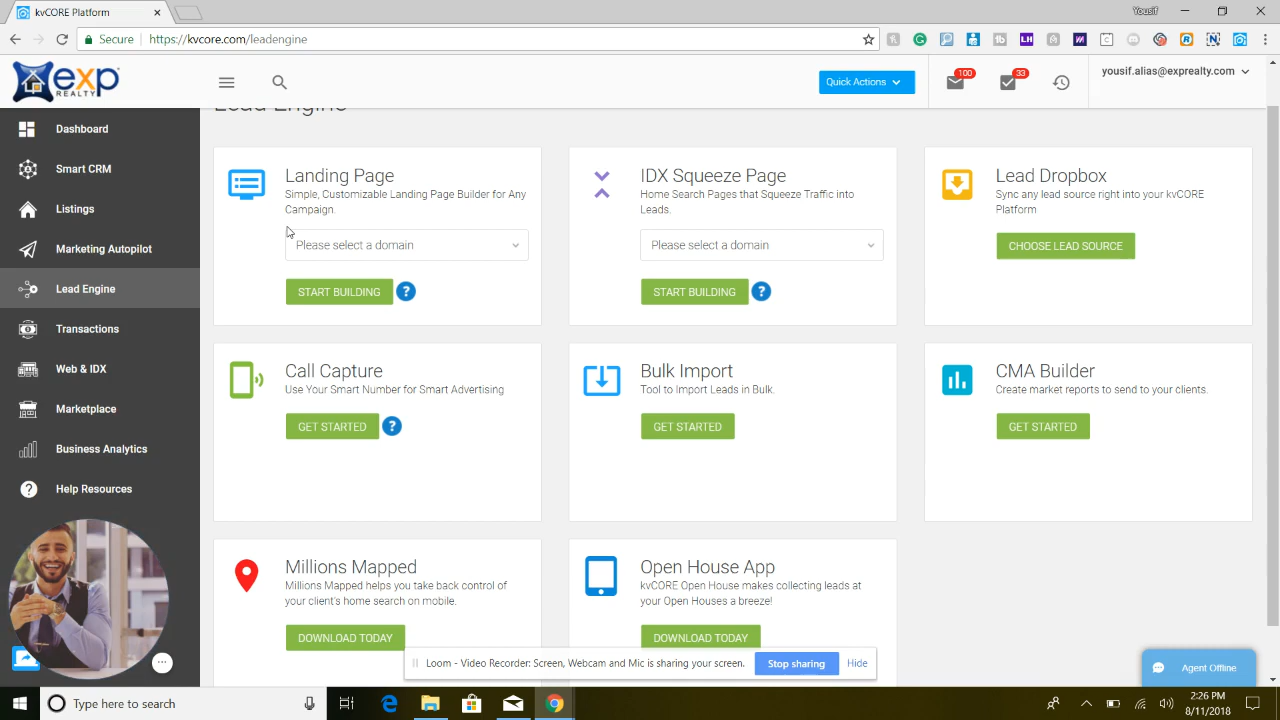 kvCORE Platform
Yousif
Secure
https://kvcore.com/leadengine
exp
REALTY
Quick Actions
100
33
yousif.alias@exprealty.com
Lead Engine
Dashboard
Smart CRM
Listings
Marketing Autopilot
Lead Engine
Transactions
Web & IDX
Marketplace
Business Analytics
Help Resources
Landing Page
Simple, Customizable Landing Page Builder for Any
Campaign.
Please select a domain
START BUILDING
?
IDX Squeeze Page
Home Search Pages that Squeeze Traffic into
Leads.
Please select a domain
START BUILDING
?
Lead Dropbox
Sync any lead source right into your kvCORE
Platform
CHOOSE LEAD SOURCE
Call Capture
Use Your Smart Number for Smart Advertising
GET STARTED
?
Bulk Import
Tool to Import Leads in Bulk.
GET STARTED
CMA Builder
Create market reports to send to your clients.
GET STARTED
Millions Mapped
Millions Mapped helps you take back control of
your client's home search on mobile.
DOWNLOAD TODAY
Open House App
kvCORE Open House makes collecting leads at
your Open Houses a breeze!
DOWNLOAD TODAY
Loom - Video Recorder: Screen, Webcam and Mic is sharing your screen.
Stop sharing
Hide
Agent Offline
Type here to search
2:26 PM
8/11/2018